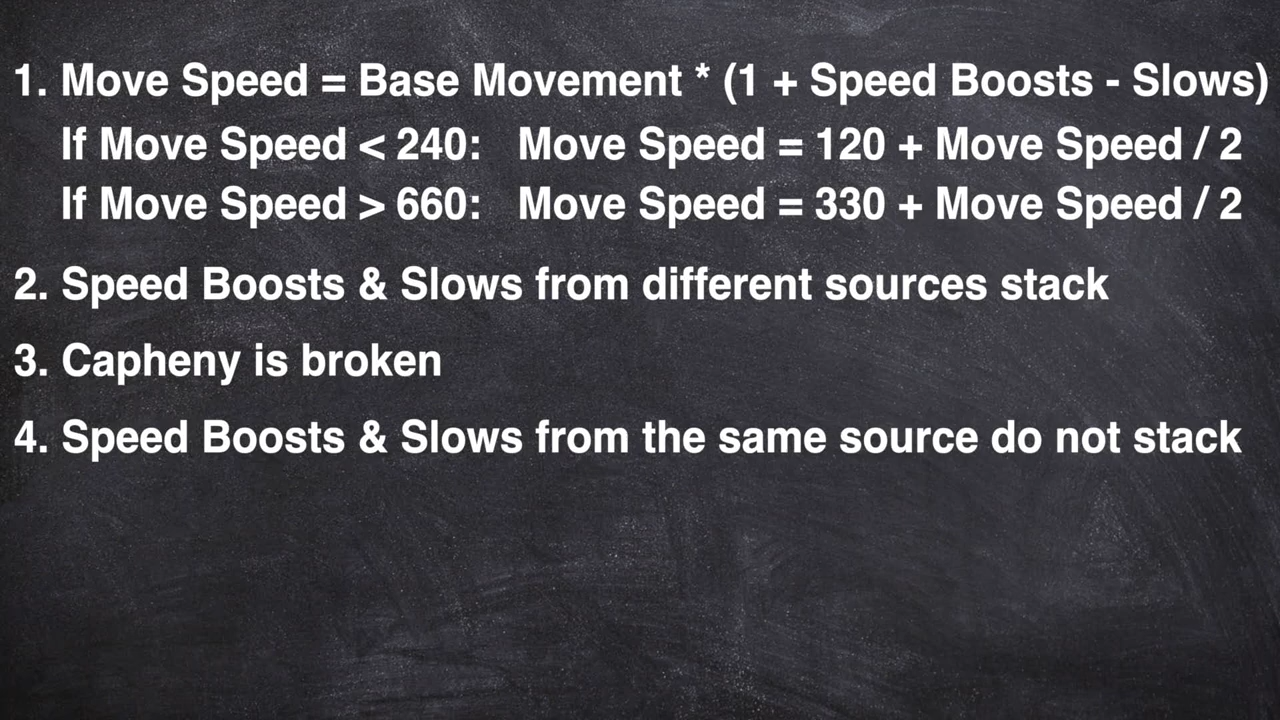 1. Move Speed = Base Movement * (1 + Speed Boosts - Slows)
If Move Speed < 240: Move Speed = 120 + Move Speed / 2
If Move Speed > 660: Move Speed = 330 + Move Speed / 2
2. Speed Boosts & Slows from different sources stack
3. Capheny is broken
4. Speed Boosts & Slows from the same source do not stack